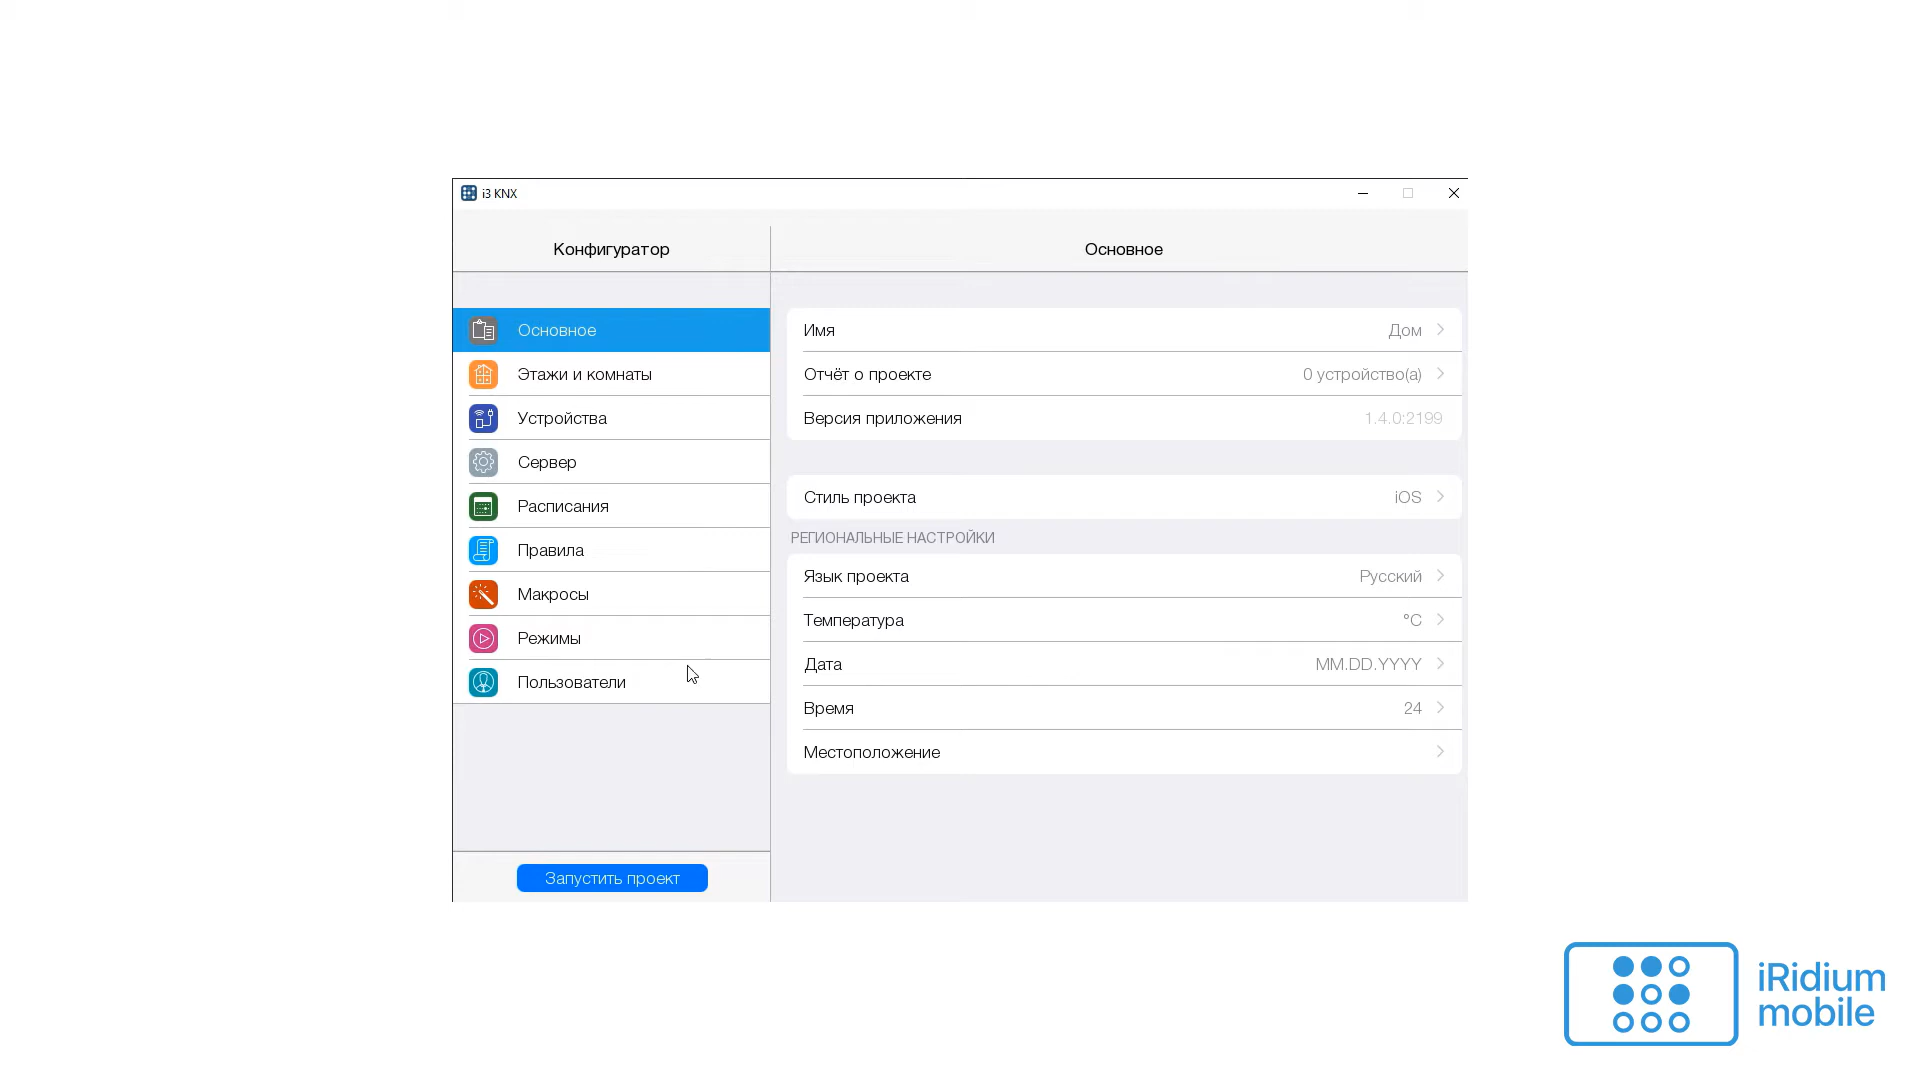 i3 KNX
Конфигуратор
Основное
Основное
Этажи и комнаты
Устройства
Сервер
Расписания
Правила
Макросы
Режимы
Пользователи
Запустить проект
Имя Дом
Отчёт о проекте 0 устройство(а)
Версия приложения 1.4.0:2199
Стиль проекта iOS
РЕГИОНАЛЬНЫЕ НАСТРОЙКИ
Язык проекта Русский
Температура °C
Дата MM.DD.YYYY
Время 24
Местоположение
iRidium
mobile